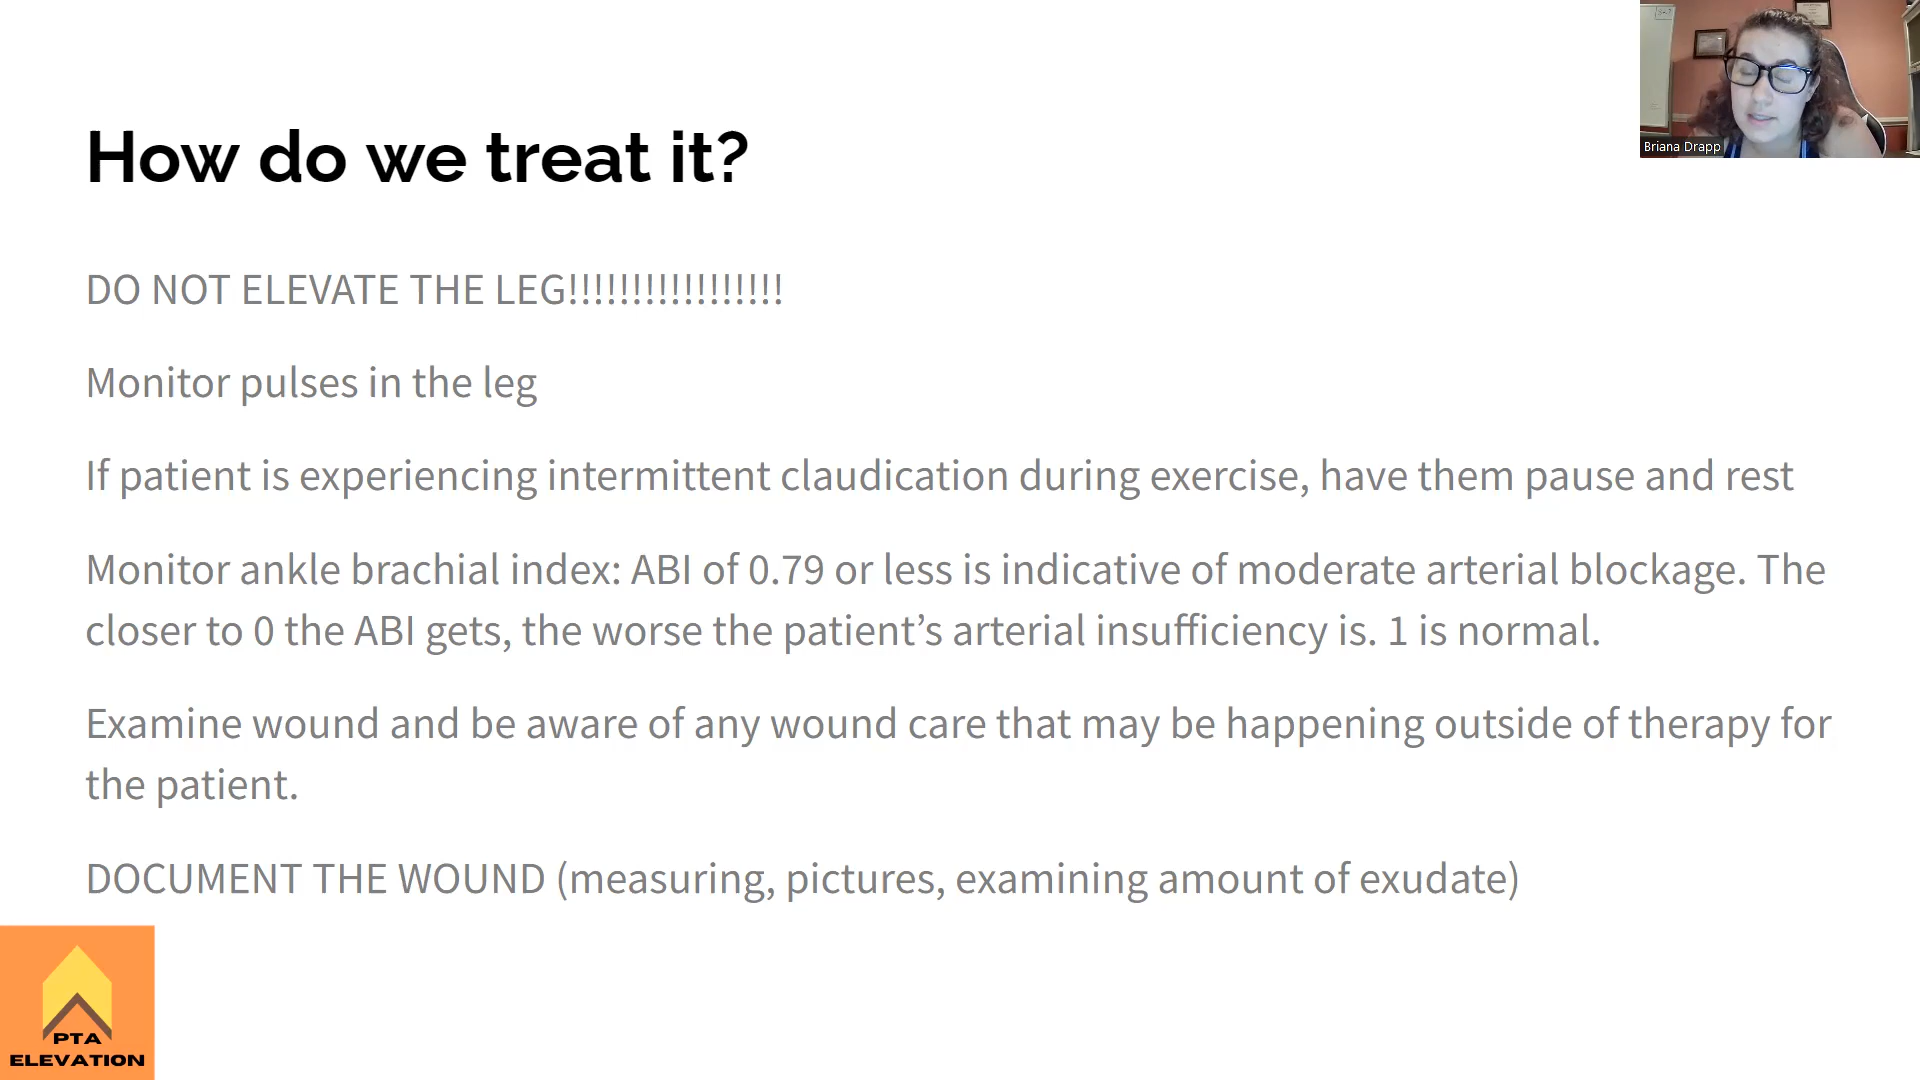 How do we treat it?
DO NOT ELEVATE THE LEG!!!!!!!!!!!!!!!!!
Monitor pulses in the leg
If patient is experiencing intermittent claudication during exercise, have them pause and rest
Monitor ankle brachial index: ABI of 0.79 or less is indicative of moderate arterial blockage. The
closer to 0 the ABI gets, the worse the patient’s arterial insufficiency is. 1 is normal.
Examine wound and be aware of any wound care that may be happening outside of therapy for
the patient.
DOCUMENT THE WOUND (measuring, pictures, examining amount of exudate)
Briana Drapp
PTA
ELEVATION